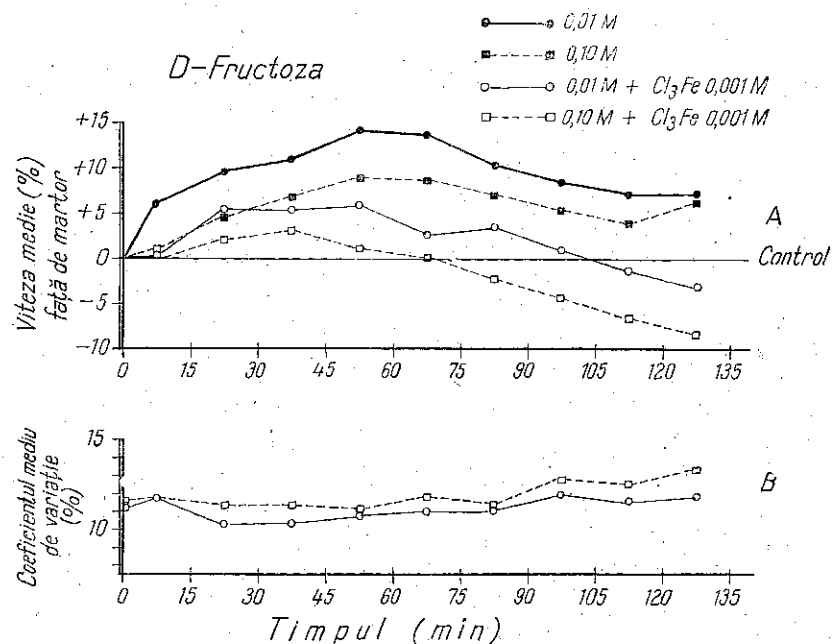 D-Fructoza
0,01 M
0,10 M
0,01 M + Cl₃Fe 0,001 M
0,10 M + Cl₃Fe 0,001 M
Viteza medie (%)
față de martor
+15
+10
+5
0
-5
-10
A
Control
0 15 30 45 60 75 90 105 120 135
Coeficientul mediu
de variație
(%)
15
10
B
0 15 30 45 60 75 90 105 120 135
Timpul (min)